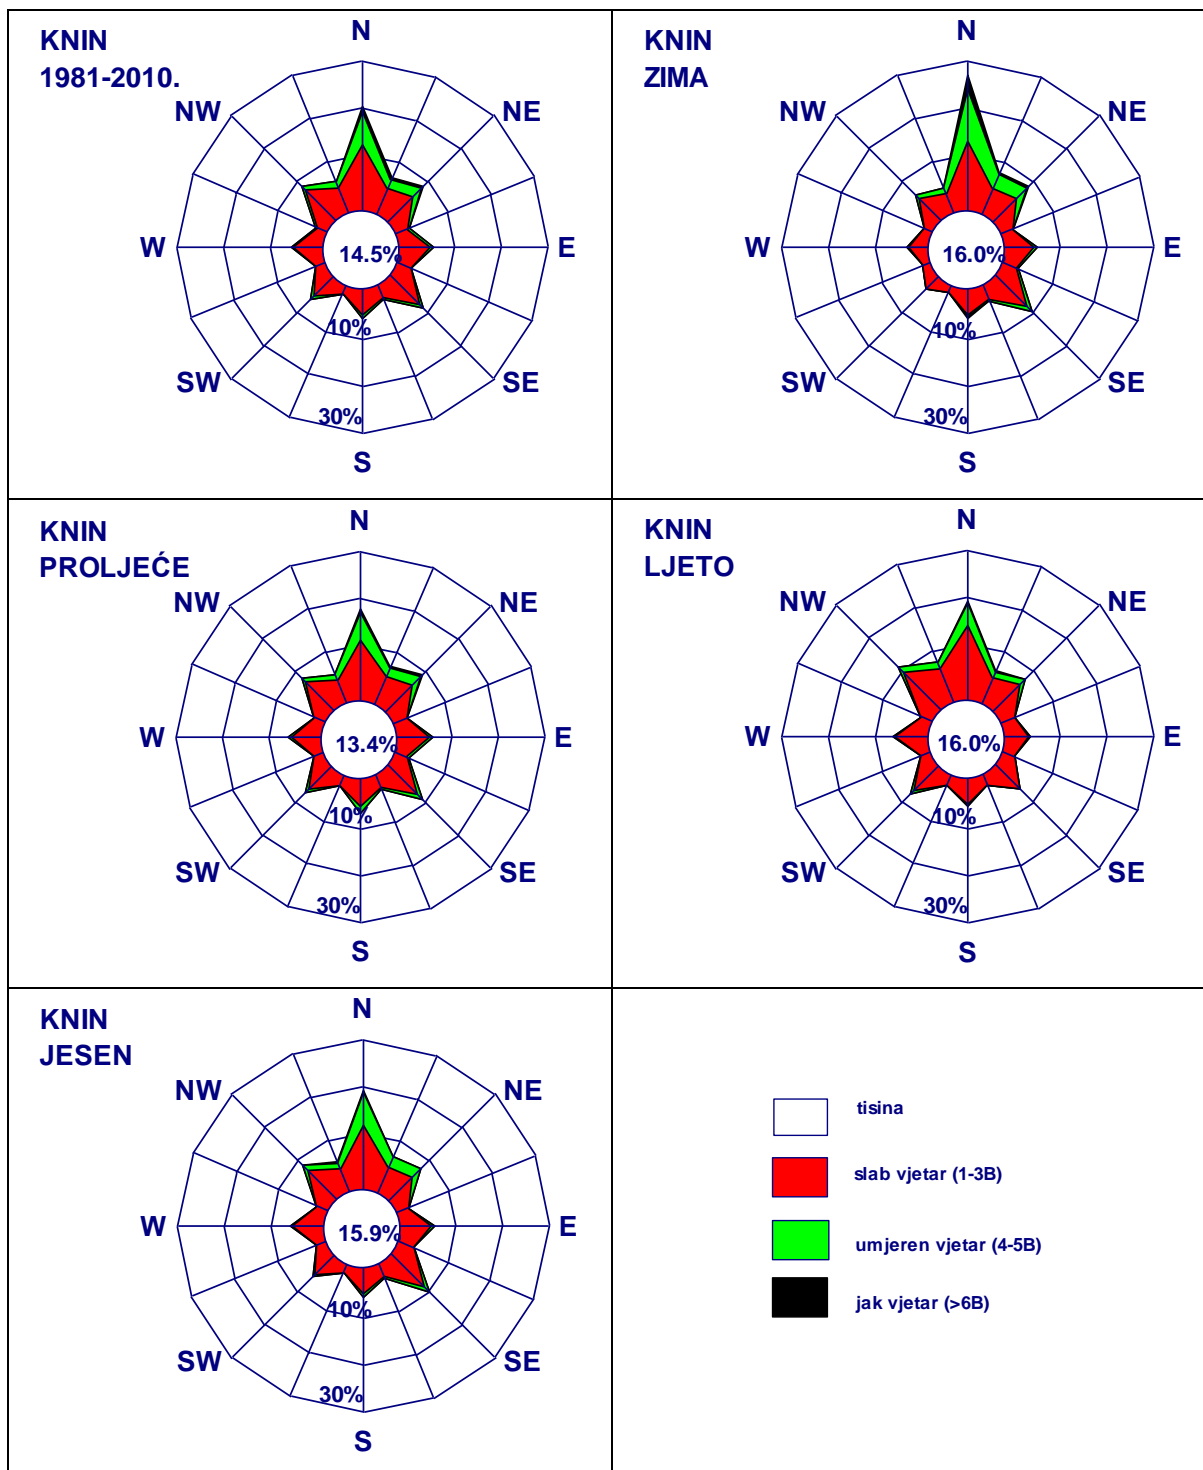 KNIN
1981-2010.
N
NW
NE
W
14.5%
E
10%
SW
SE
30%
S
KNIN
ZIMA
N
NW
NE
W
16.0%
E
10%
SW
SE
30%
S
KNIN
PROLJEĆE
N
NW
NE
W
13.4%
E
10%
SW
SE
30%
S
KNIN
LJETO
N
NW
NE
W
16.0%
E
10%
SW
SE
30%
S
KNIN
JESEN
N
NW
NE
W
15.9%
E
10%
SW
SE
30%
S
tisina
slab vjetar (1-3B)
umjeren vjetar (4-5B)
jak vjetar (>6B)